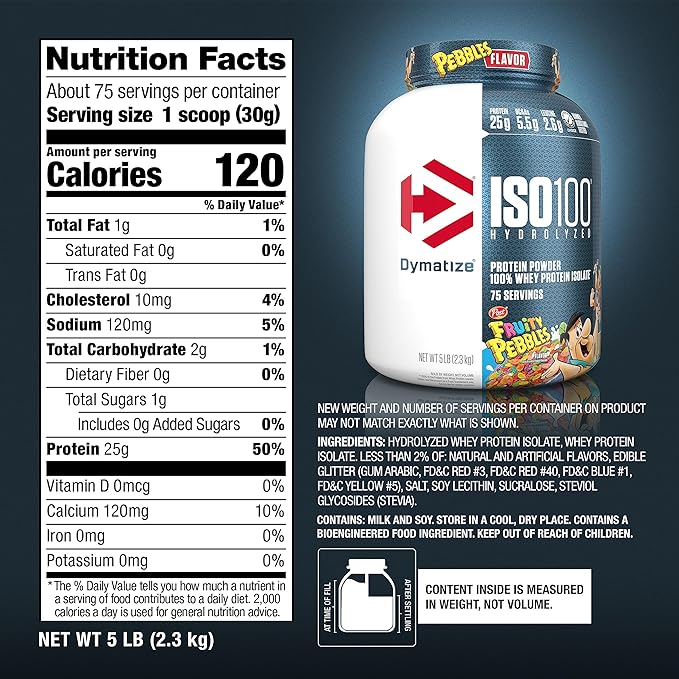 Nutrition Facts
About 75 servings per container
Serving size 1 scoop (30g)
Amount per serving
Calories 120
% Daily Value*
Total Fat 1g 1%
Saturated Fat 0g 0%
Trans Fat 0g
Cholesterol 10mg 4%
Sodium 120mg 5%
Total Carbohydrate 2g 1%
Dietary Fiber 0g 0%
Total Sugars 1g
Includes 0g Added Sugars 0%
Protein 25g 50%
Vitamin D 0mcg 0%
Calcium 120mg 10%
Iron 0mg 0%
Potassium 0mg 0%
*The % Daily Value tells you how much a nutrient in
a serving of food contributes to a daily diet. 2,000
calories a day is used for general nutrition advice.
NET WT 5 LB (2.3 kg)
PEBBLES FLAVOR
PROTEIN BCAAs LEUCINE
25g 5.5g 2.6g
ISO100
HYDROLYZED
Dymatize
PROTEIN POWDER
100% WHEY PROTEIN ISOLATE
75 SERVINGS
Post
FRUITY
PEBBLES
FLAVOR
NET WT 5 LB (2.3 kg)
NEW WEIGHT AND NUMBER OF SERVINGS PER CONTAINER ON PRODUCT
MAY NOT MATCH EXACTLY WHAT IS SHOWN.
INGREDIENTS: HYDROLYZED WHEY PROTEIN ISOLATE, WHEY PROTEIN
ISOLATE. LESS THAN 2% OF: NATURAL AND ARTIFICIAL FLAVORS, EDIBLE
GLITTER (GUM ARABIC, FD&C RED #3, FD&C RED #40, FD&C BLUE #1,
FD&C YELLOW #5), SALT, SOY LECITHIN, SUCRALOSE, STEVIOL
GLYCOSIDES (STEVIA).
CONTAINS: MILK AND SOY. STORE IN A COOL, DRY PLACE. CONTAINS A
BIOENGINEERED FOOD INGREDIENT. KEEP OUT OF REACH OF CHILDREN.
AT TIME OF FILL
AFTER SETTLING
CONTENT INSIDE IS MEASURED
IN WEIGHT, NOT VOLUME.